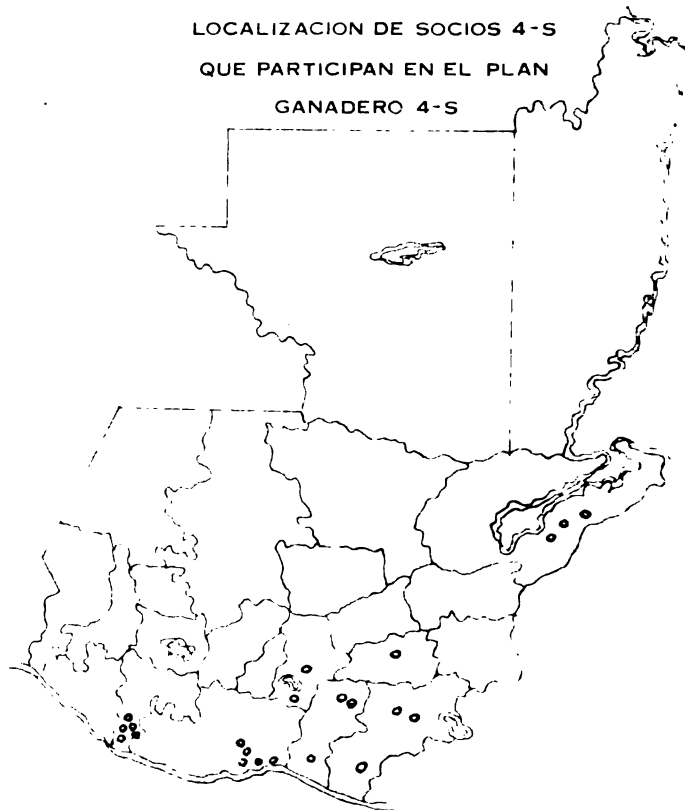 LOCALIZACION DE SOCIOS 4-S
QUE PARTICIPAN EN EL PLAN
GANADERO 4-S